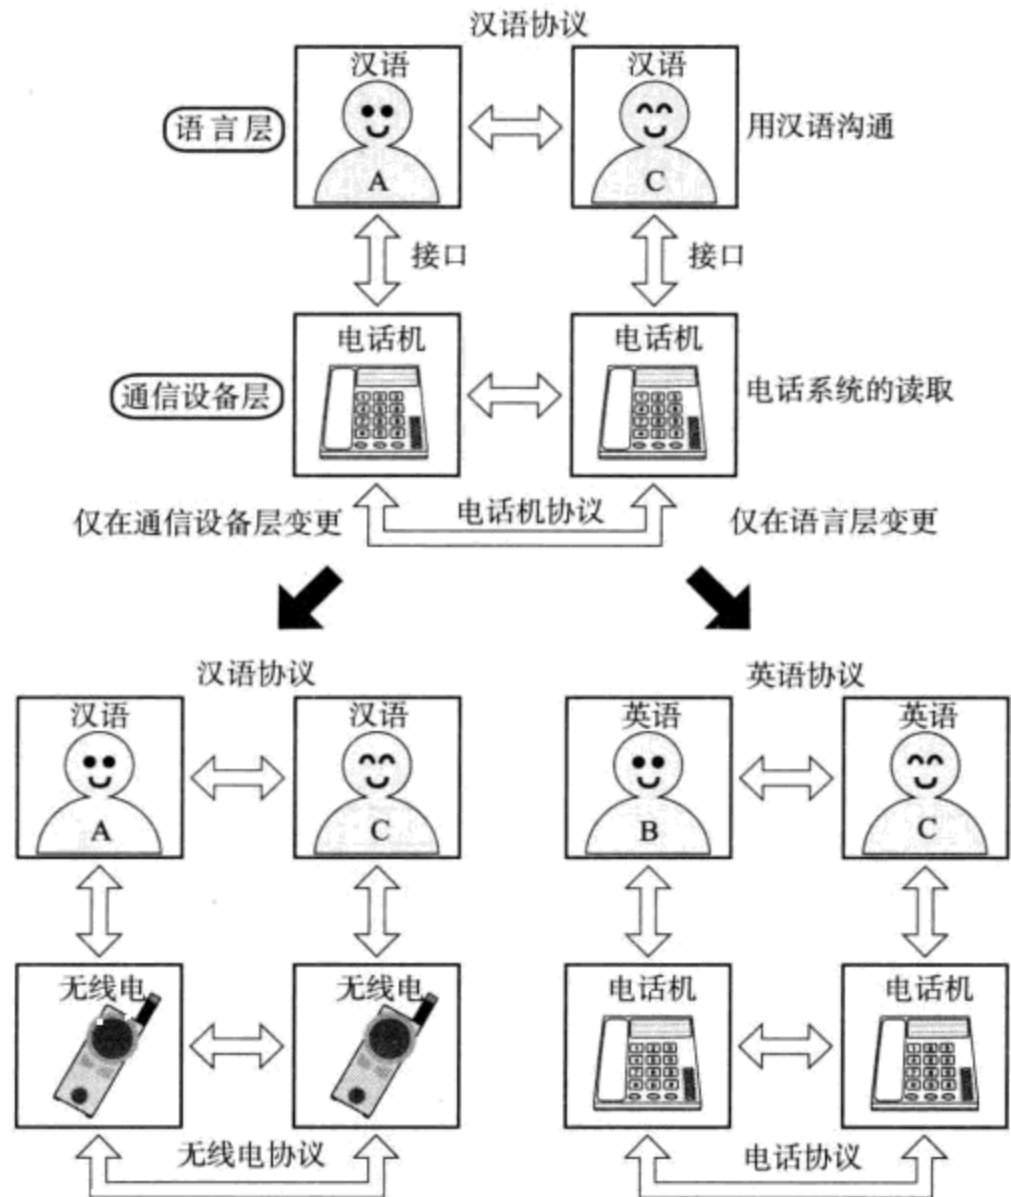 汉语协议
汉语 汉语
语言层 用汉语沟通
A C
接口 接口
电话机 电话机
通信设备层 电话系统的读取
仅在通信设备层变更 电话机协议 仅在语言层变更
汉语协议
汉语 汉语
A C
无线电 无线电
无线电协议
英语协议
英语 英语
B C
电话机 电话机
电话协议